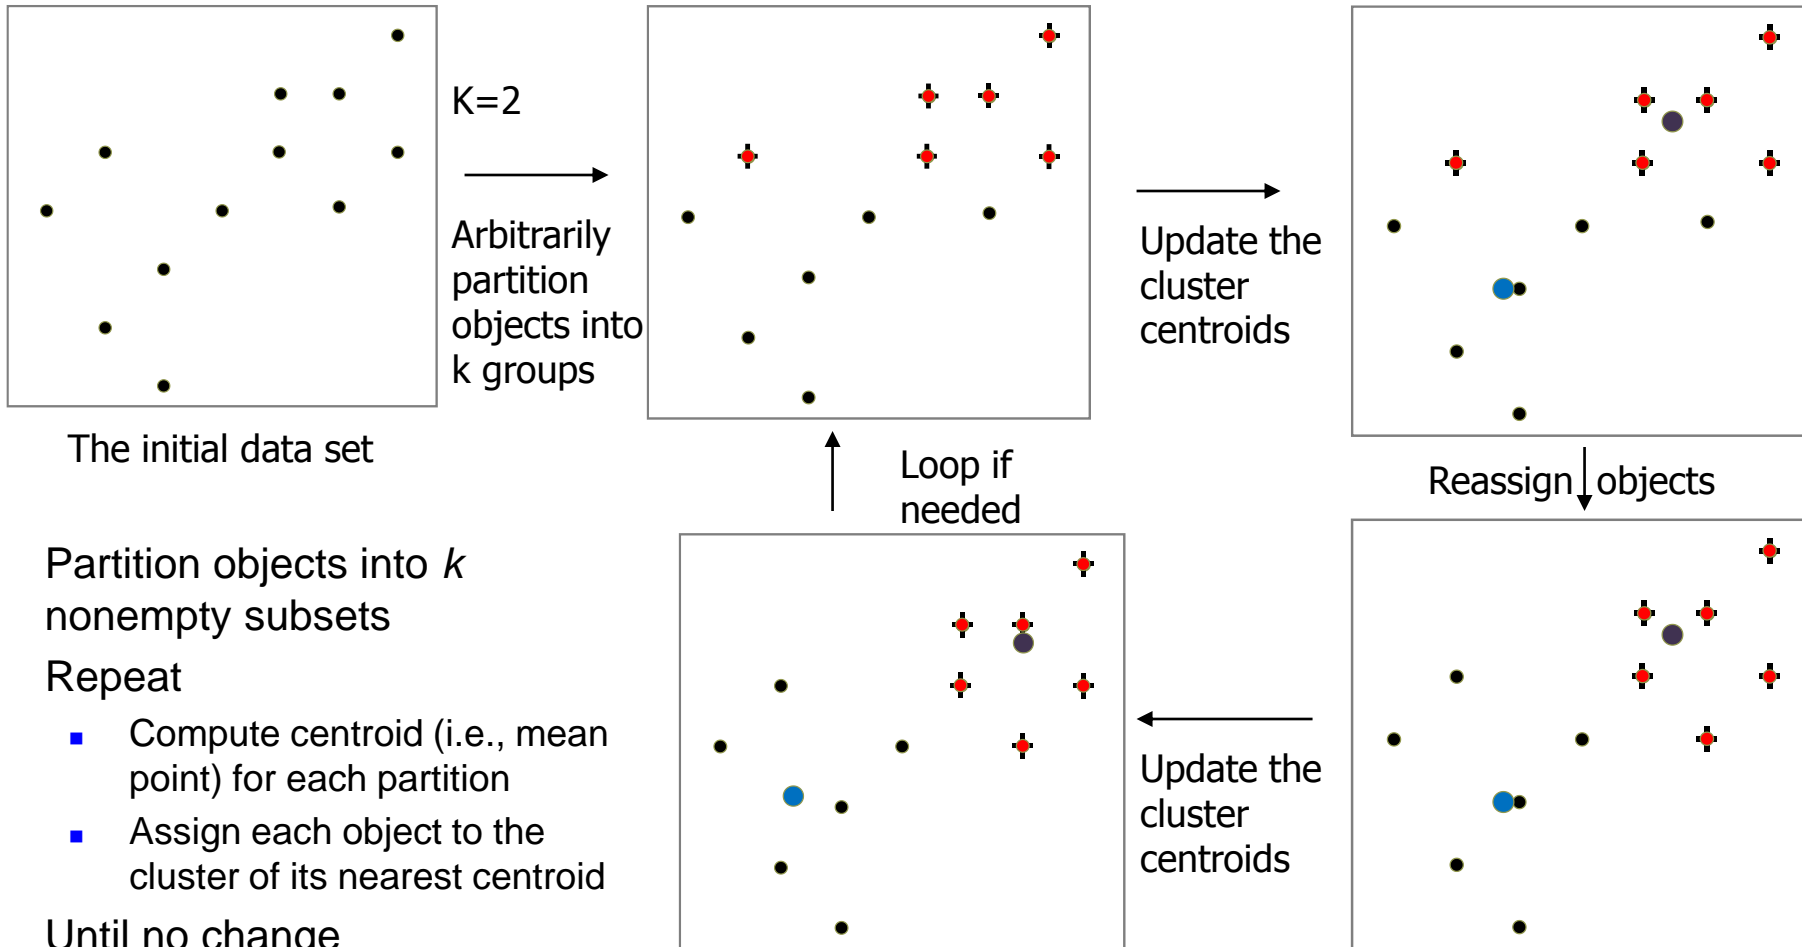 K=2
Arbitrarily
partition
objects into
k groups
Update the
cluster
centroids
The initial data set
Loop if
needed
Reassign objects
Partition objects into k
nonempty subsets
Repeat
Compute centroid (i.e., mean
point) for each partition
Assign each object to the
cluster of its nearest centroid
Until no change
Update the
cluster
centroids